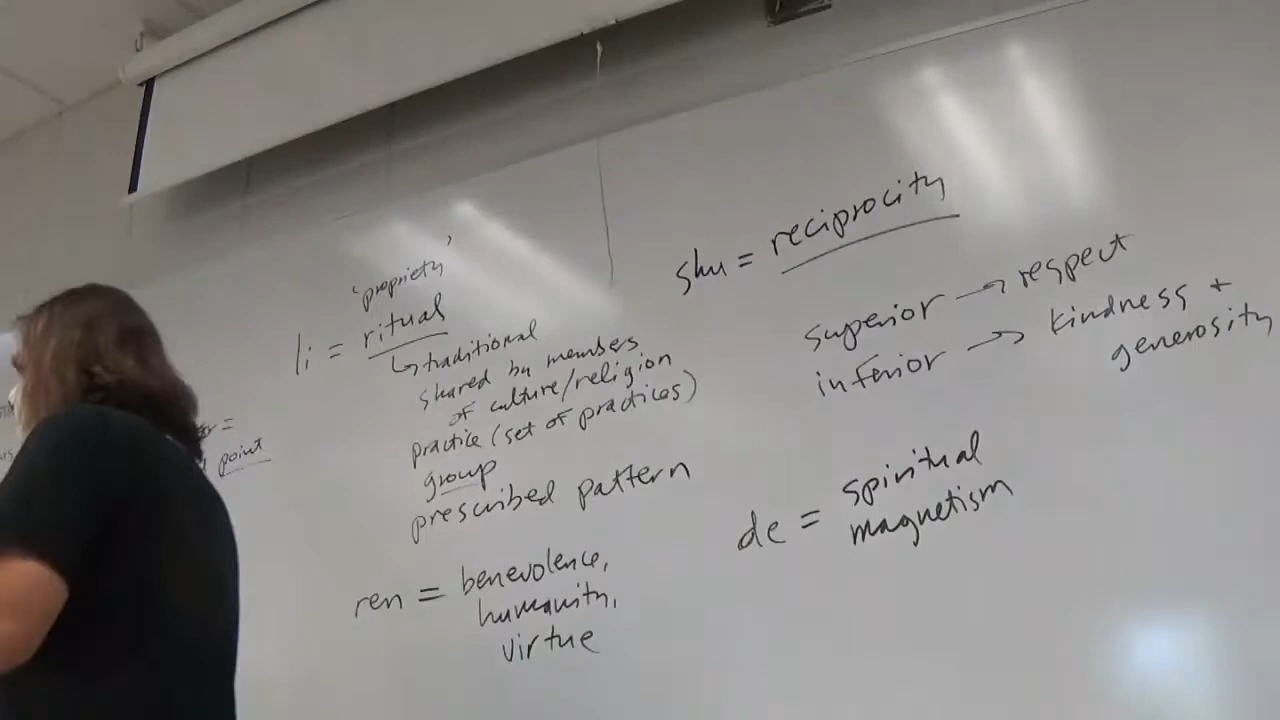 'propriety'
li = ritual
↳ traditional
shared by members
of culture/religion
practice (set of practices)
group
prescribed pattern
ren = benevolence,
humanity,
virtue
shu = reciprocity
superior → respect
inferior → kindness +
generosity
de = spiritual
magnetism
point